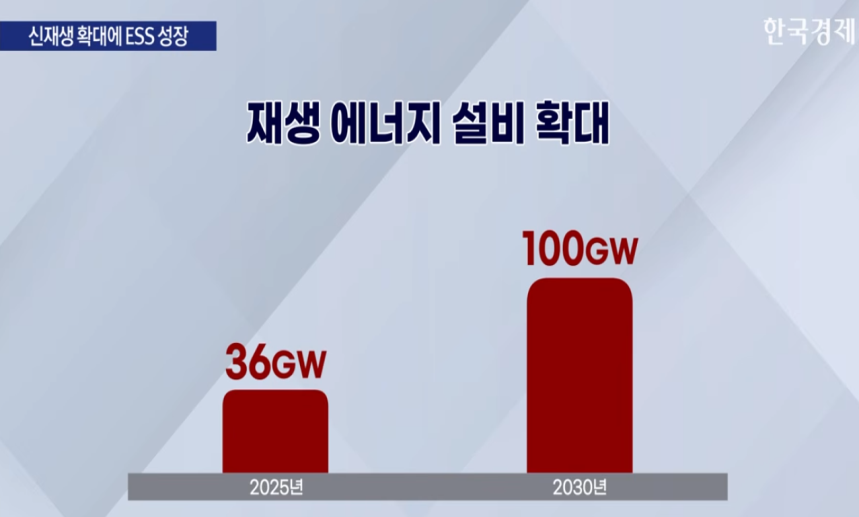 신재생 확대에 ESS 성장
한국경제
재생 에너지 설비 확대
36GW
100GW
2025년
2030년